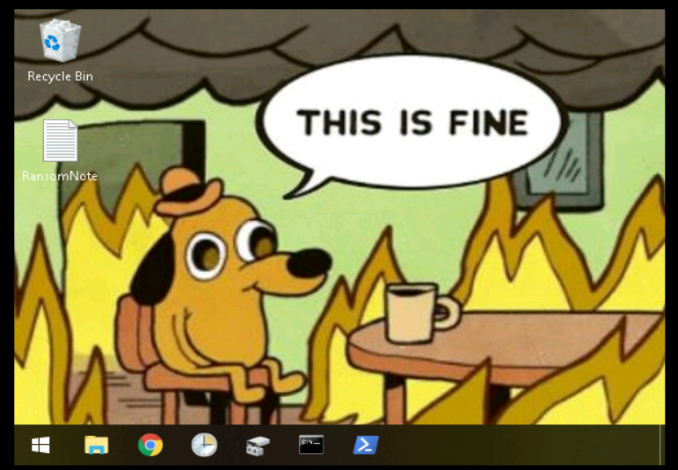 Recycle Bin
THIS IS FINE
RansomNote